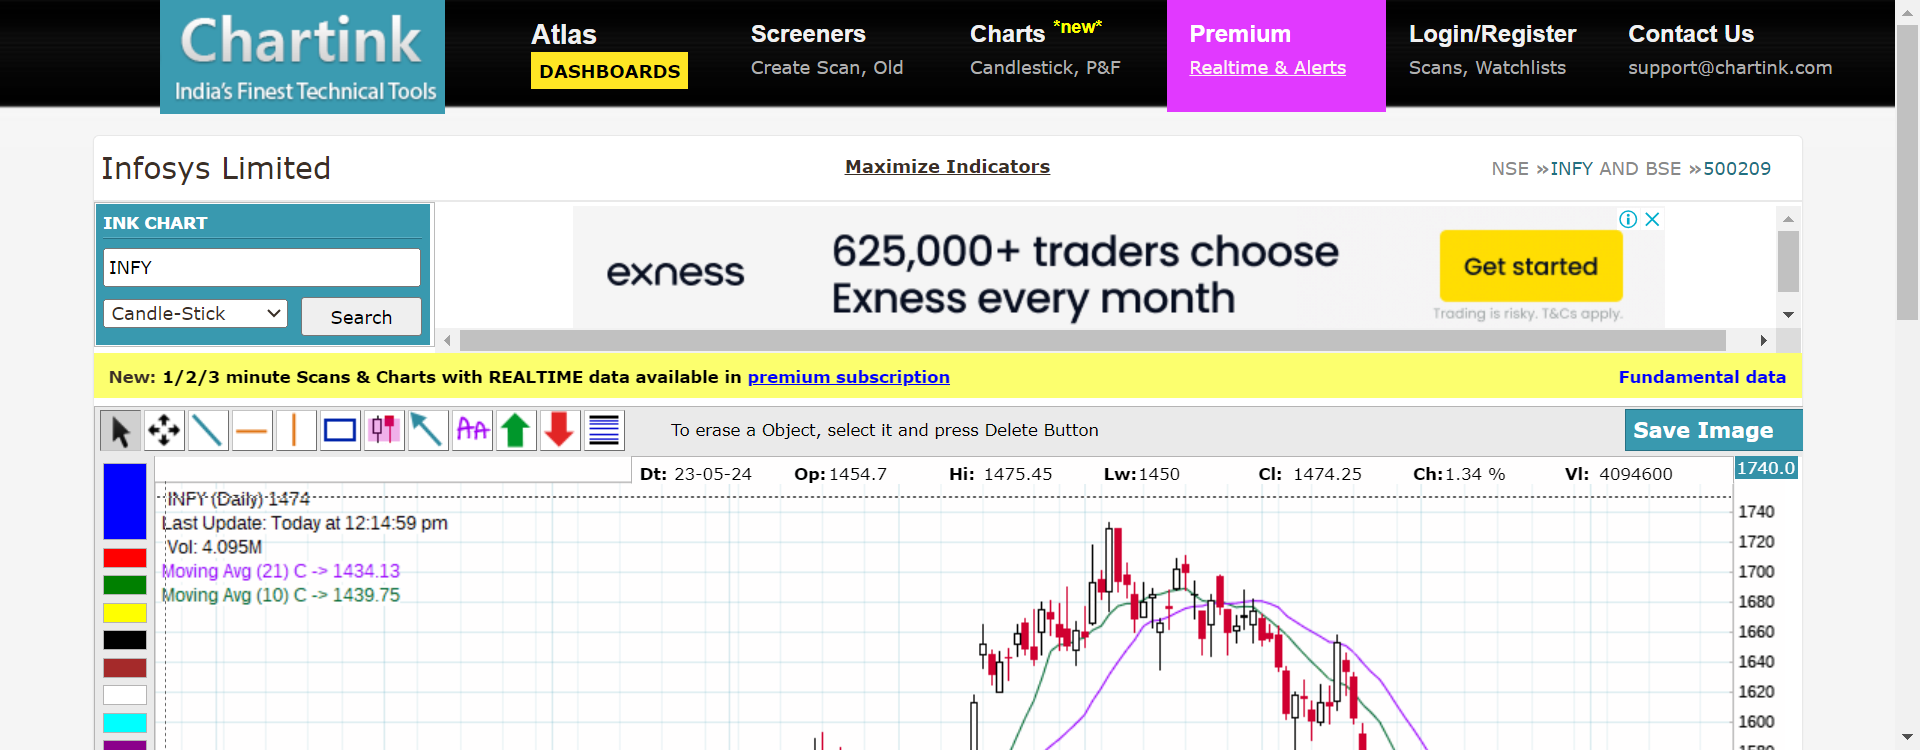 Chartink
India's Finest Technical Tools
Atlas
DASHBOARDS
Screeners
Create Scan, Old
Charts *new*
Candlestick, P&F
Premium
Realtime & Alerts
Login/Register
Scans, Watchlists
Contact Us
support@chartink.com
Infosys Limited
Maximize Indicators
NSE »INFY AND BSE »500209
INK CHART
INFY
Candle-Stick
Search
exness
625,000+ traders choose
Exness every month
Get started
Trading is risky. T&Cs apply.
New: 1/2/3 minute Scans & Charts with REALTIME data available in premium subscription
Fundamental data
AA
To erase a Object, select it and press Delete Button
Save Image
Dt: 23-05-24 Op:1454.7 Hi: 1475.45 Lw:1450 Cl: 1474.25 Ch:1.34 % Vl: 4094600
1740.0
INFY (Daily) 1474
Last Update: Today at 12:14:59 pm
Vol: 4.095M
Moving Avg (21) C -> 1434.13
Moving Avg (10) C -> 1439.75
1740
1720
1700
1680
1660
1640
1620
1600